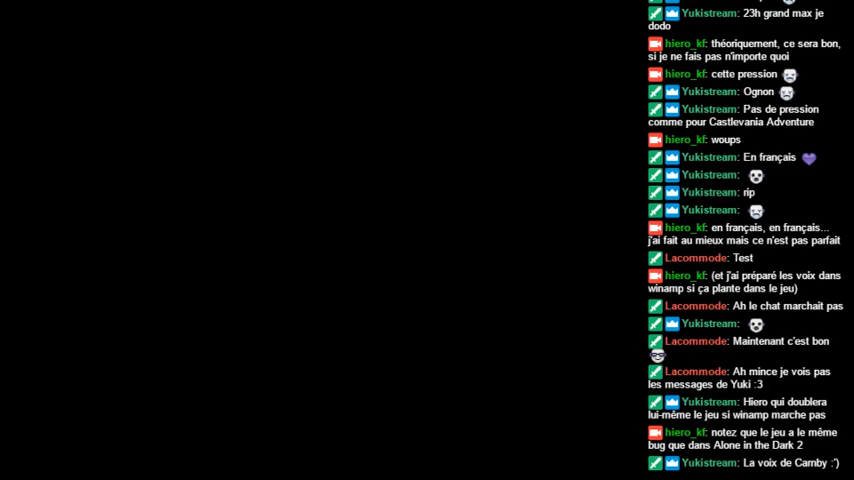 Yukistream: 23h grand max je
dodo
hiero_kf: théoriquement, ce sera bon,
si je ne fais pas n'importe quoi
hiero_kf: cette pression
Yukistream: Ognon
Yukistream: Pas de pression
comme pour Castlevania Adventure
hiero_kf: woups
Yukistream: En français
Yukistream:
Yukistream: rip
Yukistream:
hiero_kf: en français, en français...
j'ai fait au mieux mais ce n'est pas parfait
Lacommode: Test
hiero_kf: (et j'ai préparé les voix dans
winamp si ça plante dans le jeu)
Lacommode: Ah le chat marchait pas
Yukistream:
Lacommode: Maintenant c'est bon
Lacommode: Ah mince je vois pas
les messages de Yuki :3
Yukistream: Hiero qui doublera
lui-même le jeu si winamp marche pas
hiero_kf: notez que le jeu a le même
bug que dans Alone in the Dark 2
Yukistream: La voix de Carnby :')